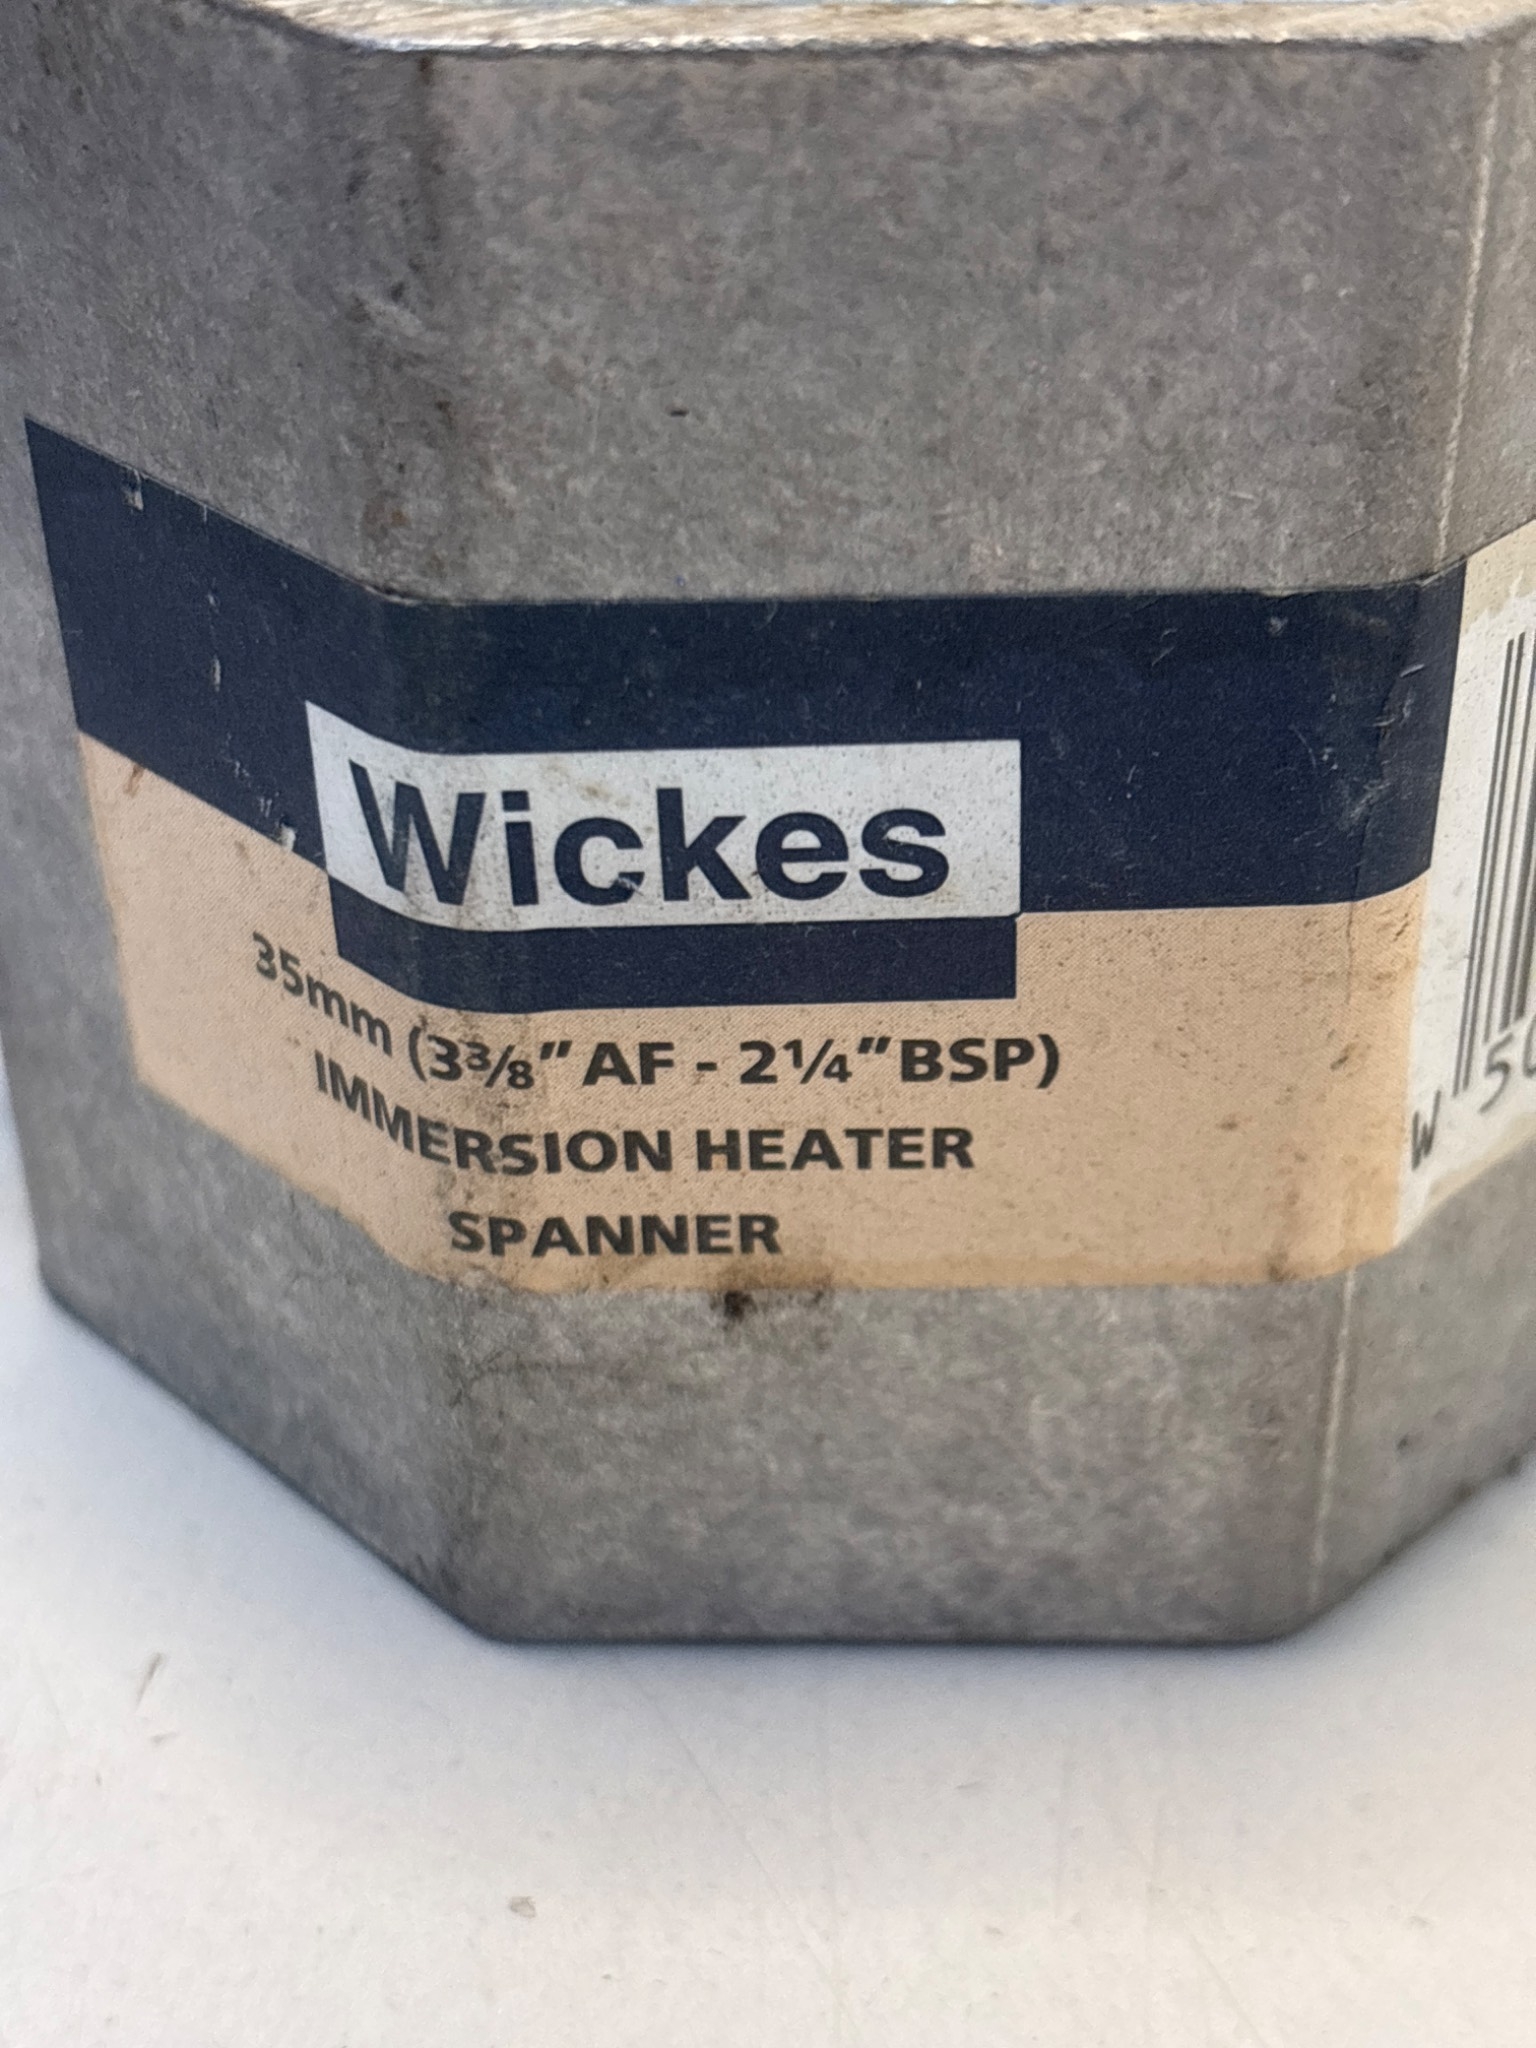 Wickes
35mm (3⅜" AF - 2¼" BSP)
IMMERSION HEATER
SPANNER
W